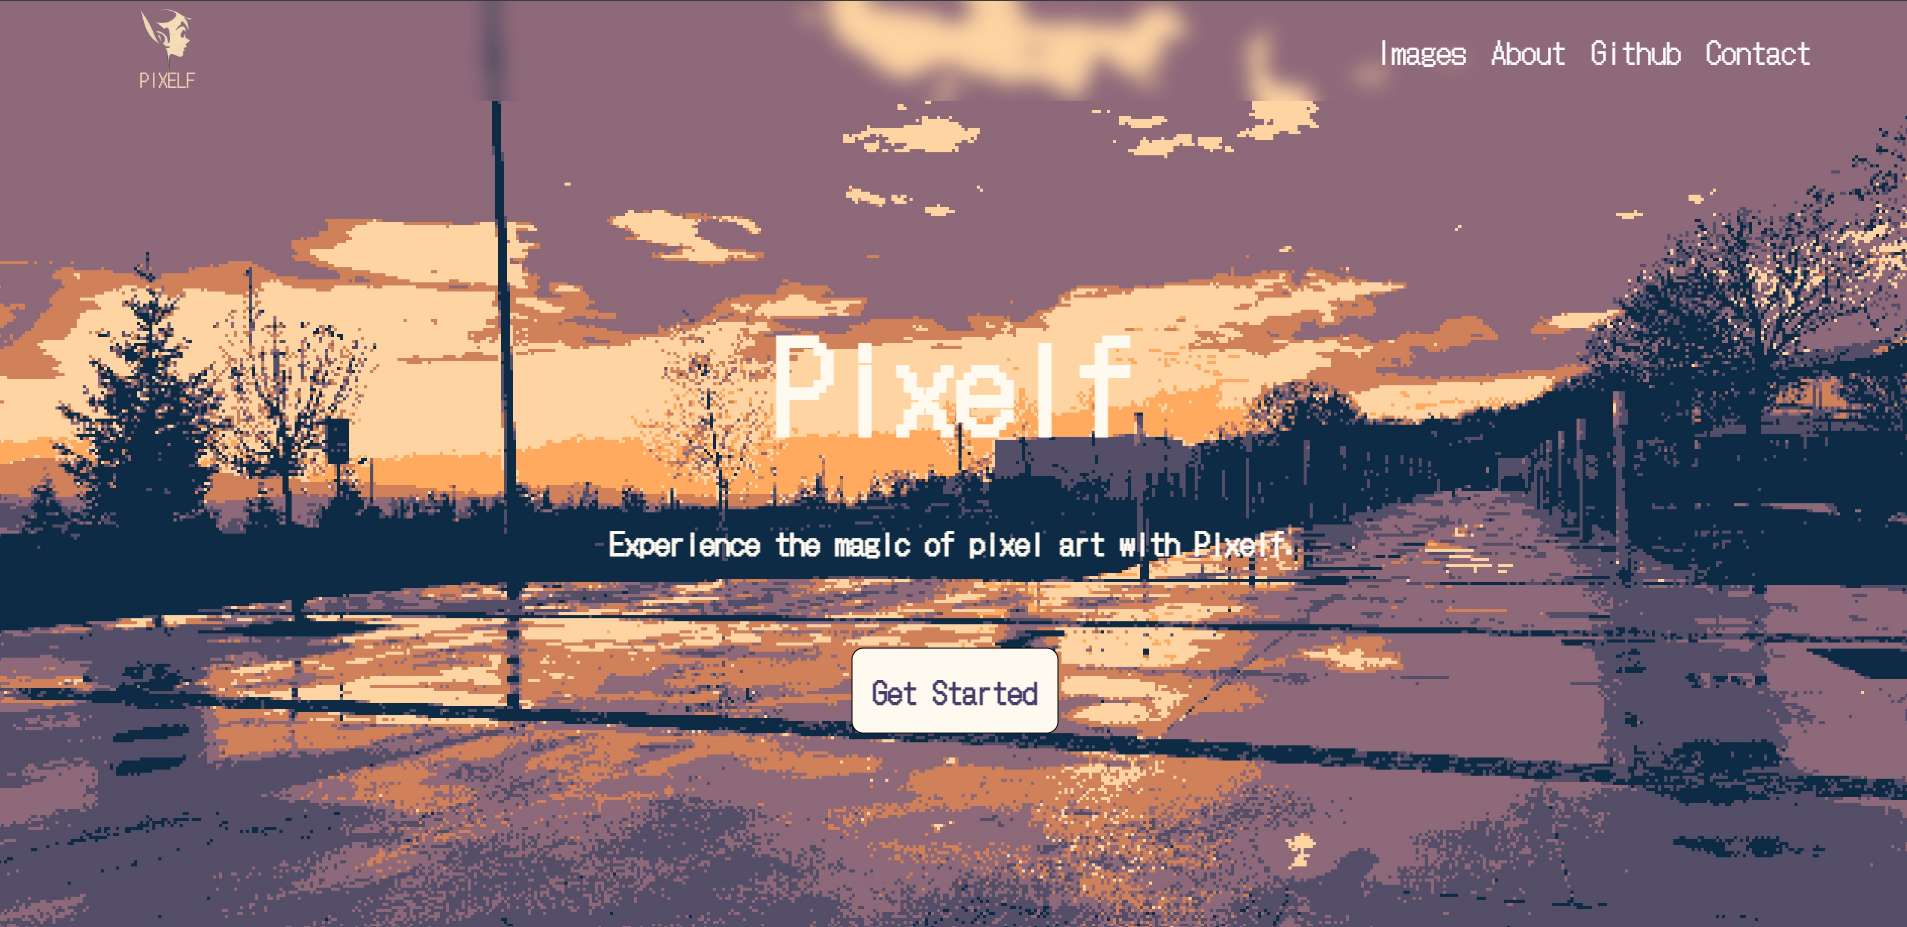 PIXELF
Images About Github Contact
Pixelf
Experience the magic of pixel art with Pixelf.
Get Started